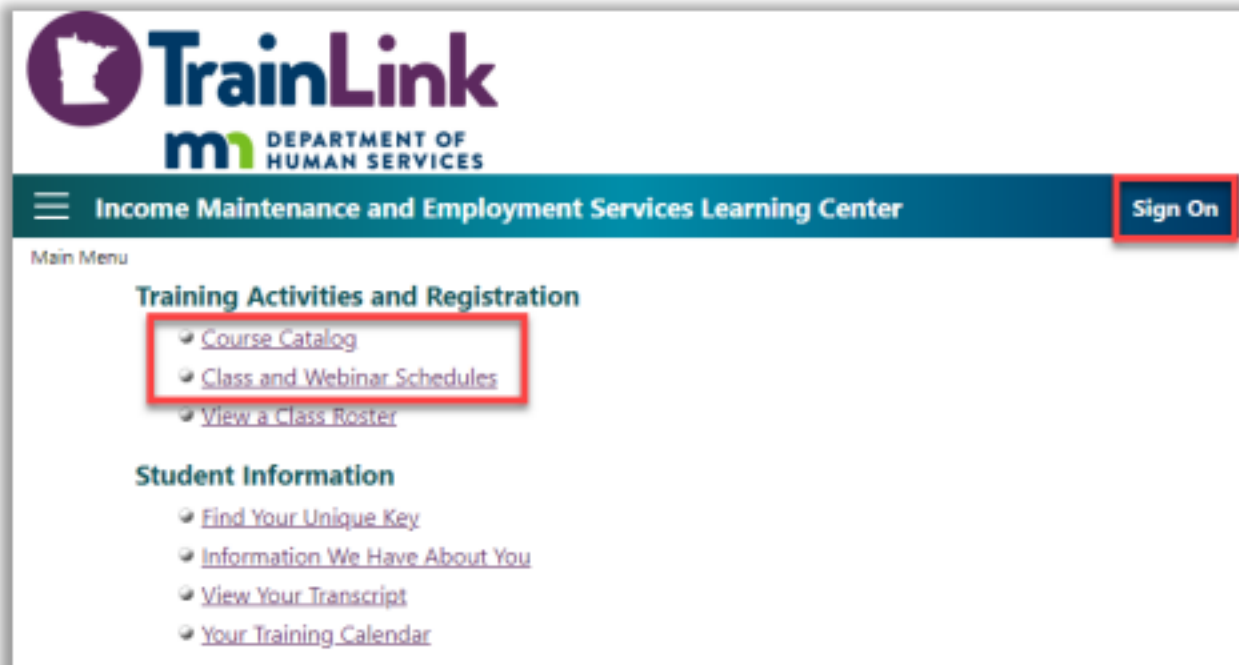 TrainLink
mn DEPARTMENT OF
HUMAN SERVICES
Income Maintenance and Employment Services Learning Center
Sign On
Main Menu
Training Activities and Registration
Course Catalog
Class and Webinar Schedules
View a Class Roster
Student Information
Find Your Unique Key
Information We Have About You
View Your Transcript
Your Training Calendar